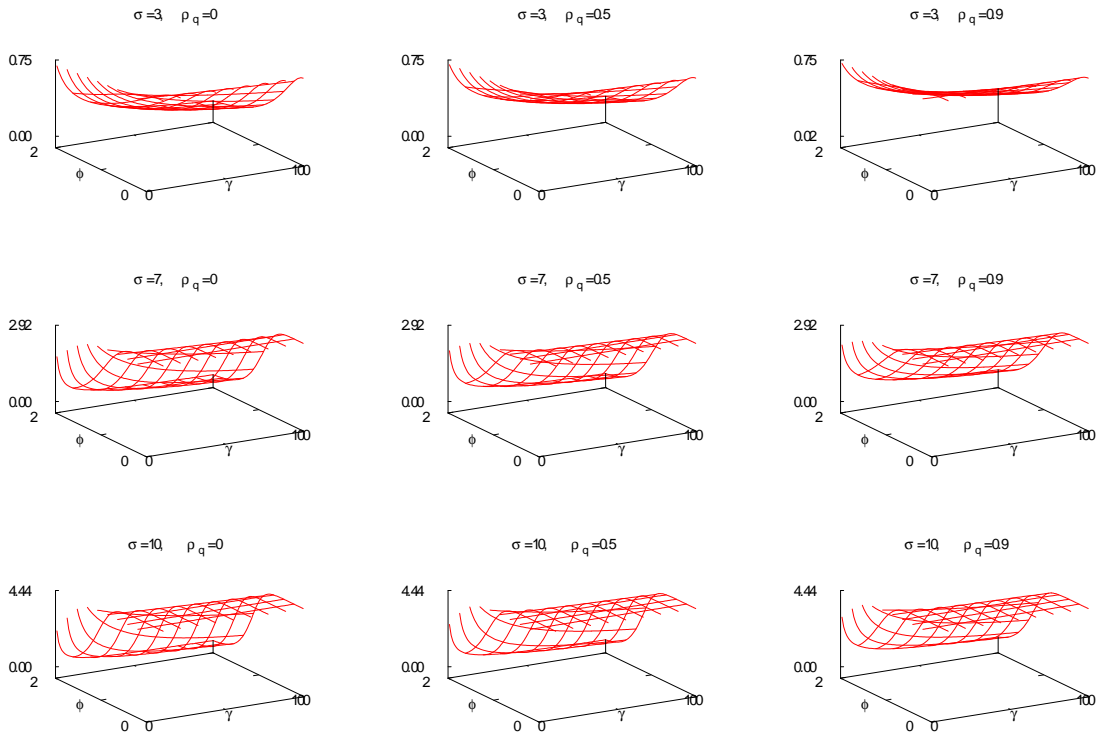 σ=3, ρ q=0
0.75
0.00
2
ϕ
0
0
γ
100
σ=3, ρ q=0.5
0.75
0.00
2
ϕ
0
0
γ
100
σ=3, ρ q=0.9
0.75
0.02
2
ϕ
0
0
γ
100
σ=7, ρ q=0
2.92
0.00
2
ϕ
0
0
γ
100
σ=7, ρ q=0.5
2.92
0.00
2
ϕ
0
0
γ
100
σ=7, ρ q=0.9
2.92
0.00
2
ϕ
0
0
γ
100
σ=10, ρ q=0
4.44
0.00
2
ϕ
0
0
γ
100
σ=10, ρ q=0.5
4.44
0.00
2
ϕ
0
0
γ
100
σ=10, ρ q=0.9
4.44
0.00
2
ϕ
0
0
γ
100